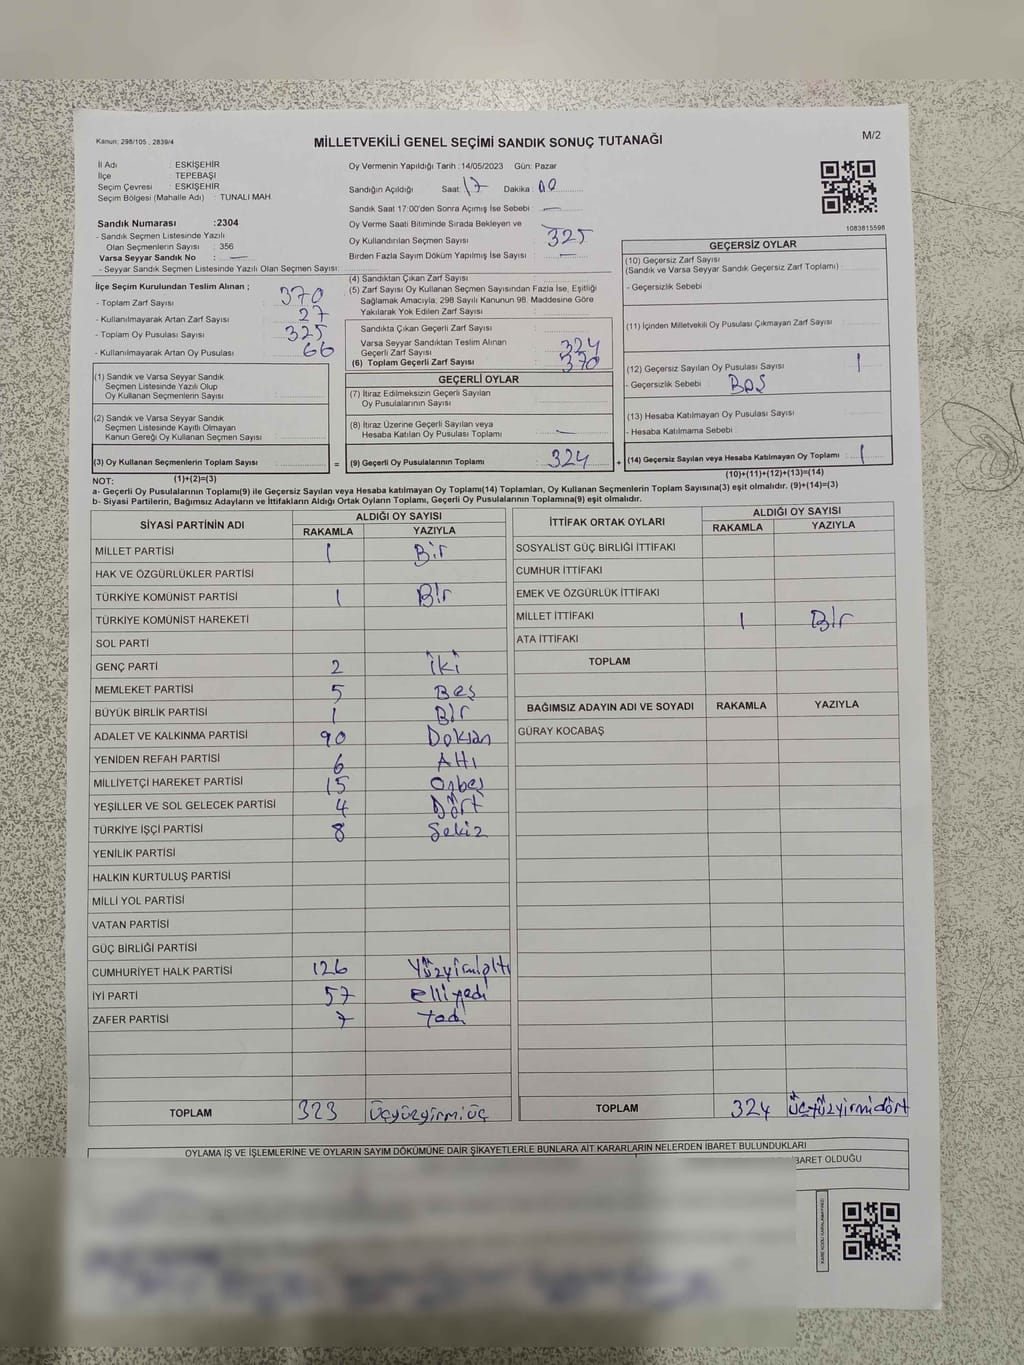 Kanun: 298/105 , 2839/4
MİLLETVEKİLİ GENEL SEÇİMİ SANDIK SONUÇ TUTANAĞI
M/2
İl Adı : ESKİŞEHİR
İlçe : TEPEBAŞI
Seçim Çevresi : ESKİŞEHİR
Seçim Bölgesi (Mahalle Adı) : TUNALI MAH.
Sandık Numarası :2304
- Sandık Seçmen Listesinde Yazılı
Olan Seçmenlerin Sayısı : 356
Varsa Seyyar Sandık No : —
- Seyyar Sandık Seçmen Listesinde Yazılı Olan Seçmen Sayısı:
Oy Vermenin Yapıldığı Tarih : 14/05/2023 Gün: Pazar
Sandığın Açıldığı Saat: 17 Dakika : 00
Sandık Saat 17:00'den Sonra Açımış İse Sebebi : —
Oy Verme Saati Bitiminde Sırada Bekleyen ve
Oy Kullandırılan Seçmen Sayısı : 325
Birden Fazla Sayım Döküm Yapılmış İse Sayısı : —
1083815598
İlçe Seçim Kurulundan Teslim Alınan ;
- Toplam Zarf Sayısı : 370
- Kullanılmayarak Artan Zarf Sayısı : 27
- Toplam Oy Pusulası Sayısı : 325
- Kullanılmayarak Artan Oy Pusulası : 66
(4) Sandıktan Çıkan Zarf Sayısı :
(5) Zarf Sayısı Oy Kullanan Seçmen Sayısından Fazla İse, Eşitliği
Sağlamak Amacıyla, 298 Sayılı Kanunun 98. Maddesine Göre
Yakılarak Yok Edilen Zarf Sayısı :
Sandıkta Çıkan Geçerli Zarf Sayısı :
Varsa Seyyar Sandıktan Teslim Alınan
Geçerli Zarf Sayısı : 324
(6) Toplam Geçerli Zarf Sayısı : 370
GEÇERSİZ OYLAR
(10) Geçersiz Zarf Sayısı
(Sandık ve Varsa Seyyar Sandık Geçersiz Zarf Toplamı) :
- Geçersizlik Sebebi :
(11) İçinden Milletvekili Oy Pusulası Çıkmayan Zarf Sayısı :
(12) Geçersiz Sayılan Oy Pusulası Sayısı : 1
- Geçersizlik Sebebi : BOŞ
(13) Hesaba Katılmayan Oy Pusulası Sayısı :
- Hesaba Katılmama Sebebi :
(14) Geçersiz Sayılan veya Hesaba Katılmayan Oy Toplamı : 1
(1) Sandık ve Varsa Seyyar Sandık
Seçmen Listesinde Yazılı Olup
Oy Kullanan Seçmenlerin Sayısı :
(2) Sandık ve Varsa Seyyar Sandık
Seçmen Listesinde Kayıtlı Olmayan
Kanun Gereği Oy Kullanan Seçmen Sayısı :
(3) Oy Kullanan Seçmenlerin Toplam Sayısı :
=
GEÇERLİ OYLAR
(7) İtiraz Edilmeksizin Geçerli Sayılan
Oy Pusulalarının Sayısı :
(8) İtiraz Üzerine Geçerli Sayılan veya
Hesaba Katılan Oy Pusulası Toplamı : —
(9) Geçerli Oy Pusulalarının Toplamı : 324
+
NOT: (1)+(2)=(3) (10)+(11)+(12)+(13)=(14)
a- Geçerli Oy Pusulalarının Toplamı(9) ile Geçersiz Sayılan veya Hesaba katılmayan Oy Toplamı(14) Toplamları, Oy Kullanan Seçmenlerin Toplam Sayısına(3) eşit olmalıdır. (9)+(14)=(3)
b- Siyasi Partilerin, Bağımsız Adayların ve İttifakların Aldığı Ortak Oyların Toplamı, Geçerli Oy Pusulalarının Toplamına(9) eşit olmalıdır.
SİYASİ PARTİNİN ADI ALDIĞI OY SAYISI
RAKAMLA YAZIYLA
MİLLET PARTİSİ 1 Bir
HAK VE ÖZGÜRLÜKLER PARTİSİ
TÜRKİYE KOMÜNİST PARTİSİ 1 Bir
TÜRKİYE KOMÜNİST HAREKETİ
SOL PARTİ
GENÇ PARTİ 2 İki
MEMLEKET PARTİSİ 5 Beş
BÜYÜK BİRLİK PARTİSİ 1 Bir
ADALET VE KALKINMA PARTİSİ 90 Doksan
YENİDEN REFAH PARTİSİ 6 Altı
MİLLİYETÇİ HAREKET PARTİSİ 15 Onbeş
YEŞİLLER VE SOL GELECEK PARTİSİ 4 Dört
TÜRKİYE İŞÇİ PARTİSİ 8 Sekiz
YENİLİK PARTİSİ
HALKIN KURTULUŞ PARTİSİ
MİLLİ YOL PARTİSİ
VATAN PARTİSİ
GÜÇ BİRLİĞİ PARTİSİ
CUMHURİYET HALK PARTİSİ 126 Yüzyirmialtı
İYİ PARTİ 57 elliyedi
ZAFER PARTİSİ 7 Yedi
TOPLAM 323 üçyüzyirmiüç
İTTİFAK ORTAK OYLARI ALDIĞI OY SAYISI
RAKAMLA YAZIYLA
SOSYALİST GÜÇ BİRLİĞİ İTTİFAKI
CUMHUR İTTİFAKI
EMEK VE ÖZGÜRLÜK İTTİFAKI
MİLLET İTTİFAKI 1 Bir
ATA İTTİFAKI
TOPLAM
BAĞIMSIZ ADAYIN ADI VE SOYADI RAKAMLA YAZIYLA
GÜRAY KOCABAŞ
TOPLAM 324 üçyüzyirmidört
OYLAMA İŞ VE İŞLEMLERİNE VE OYLARIN SAYIM DÖKÜMÜNE DAİR ŞİKAYETLERLE BUNLARA AİT KARARLARIN NELERDEN İBARET BULUNDUKLARI
İBARET OLDUĞU